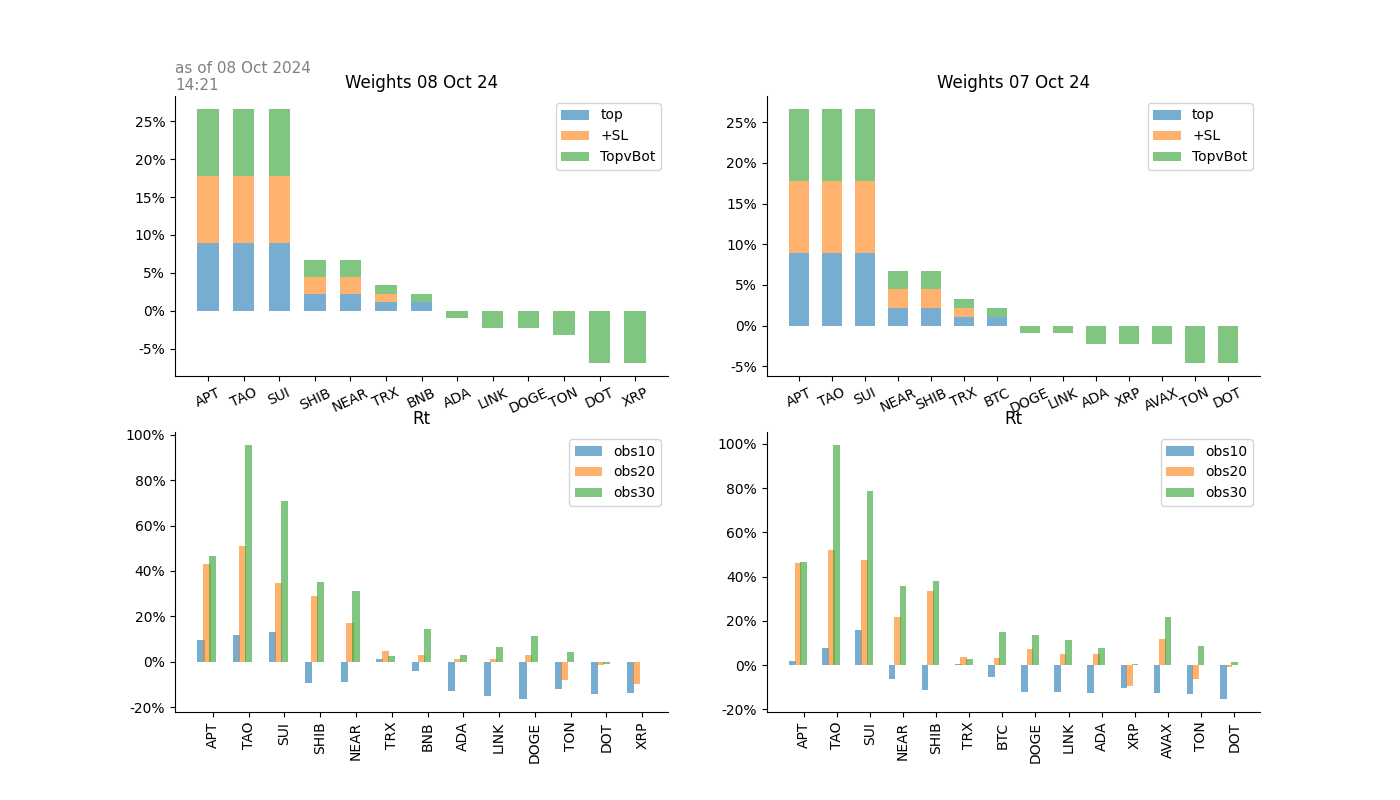 as of 08 Oct 2024
14:21
Weights 08 Oct 24
25%
20%
15%
10%
5%
0%
-5%
top
+SL
TopvBot
APT TAO SUI SHIB NEAR TRX BNB ADA LINK DOGE TON DOT XRP
Weights 07 Oct 24
25%
20%
15%
10%
5%
0%
-5%
top
+SL
TopvBot
APT TAO SUI NEAR SHIB TRX BTC DOGE LINK ADA XRP AVAX TON DOT
Rt
100%
80%
60%
40%
20%
0%
-20%
obs10
obs20
obs30
APT TAO SUI SHIB NEAR TRX BNB ADA LINK DOGE TON DOT XRP
Rt
100%
80%
60%
40%
20%
0%
-20%
obs10
obs20
obs30
APT TAO SUI NEAR SHIB TRX BTC DOGE LINK ADA XRP AVAX TON DOT